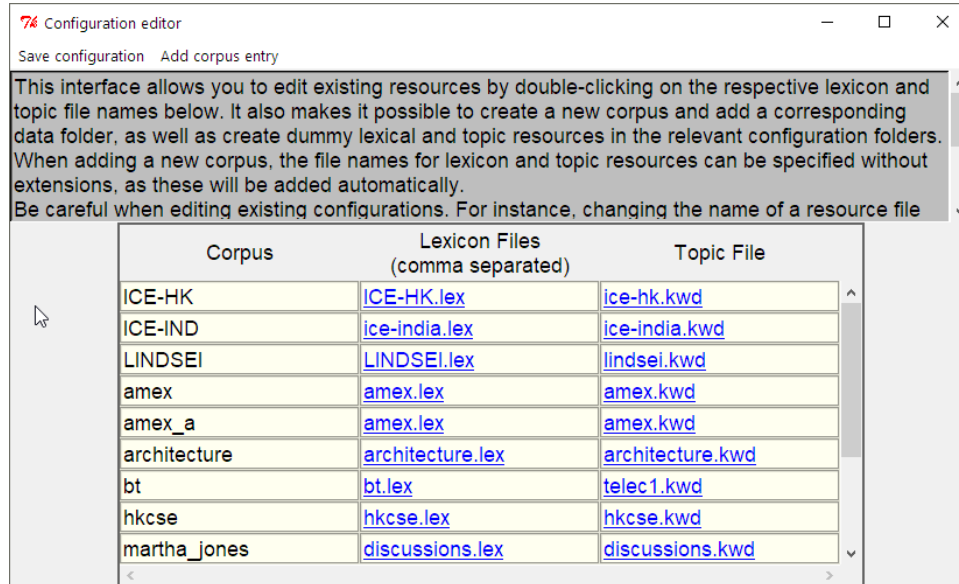 Configuration editor
Save configuration Add corpus entry
This interface allows you to edit existing resources by double-clicking on the respective lexicon and
topic file names below. It also makes it possible to create a new corpus and add a corresponding
data folder, as well as create dummy lexical and topic resources in the relevant configuration folders.
When adding a new corpus, the file names for lexicon and topic resources can be specified without
extensions, as these will be added automatically.
Be careful when editing existing configurations. For instance, changing the name of a resource file
Corpus Lexicon Files Topic File
(comma separated)
ICE-HK ICE-HK.lex ice-hk.kwd
ICE-IND ice-india.lex ice-india.kwd
LINDSEI LINDSEI.lex lindsei.kwd
amex amex.lex amex.kwd
amex_a amex.lex amex.kwd
architecture architecture.lex architecture.kwd
bt bt.lex telec1.kwd
hkcse hkcse.lex hkcse.kwd
martha_jones discussions.lex discussions.kwd